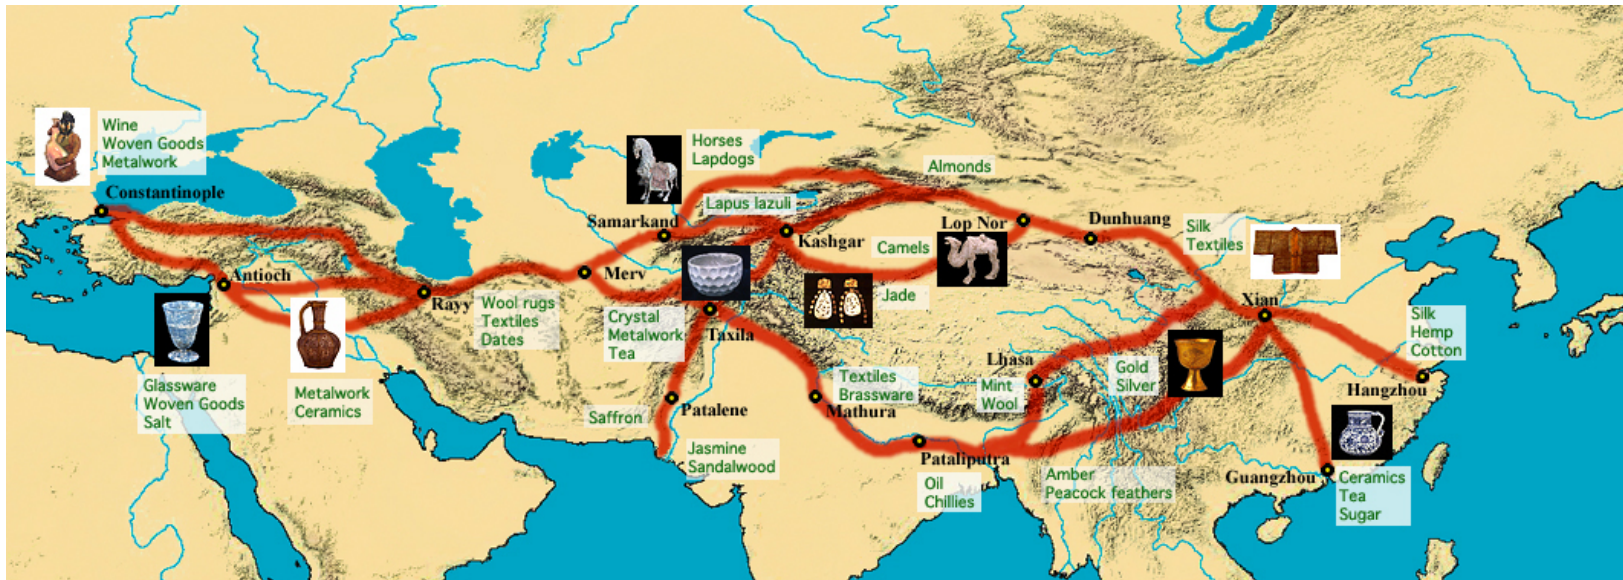 Wine
Woven Goods
Metalwork
Constantinople
Antioch
Glassware
Woven Goods
Salt
Metalwork
Ceramics
Rayy
Wool rugs
Textiles
Dates
Merv
Samarkand
Horses
Lapdogs
Lapus lazuli
Kashgar
Almonds
Camels
Jade
Lop Nor
Dunhuang
Silk
Textiles
Xian
Crystal
Metalwork
Tea
Taxila
Saffron
Patalene
Jasmine
Sandalwood
Textiles
Brassware
Mathura
Pataliputra
Oil
Chillies
Lhasa
Mint
Wool
Gold
Silver
Amber
Peacock feathers
Silk
Hemp
Cotton
Hangzhou
Guangzhou
Ceramics
Tea
Sugar